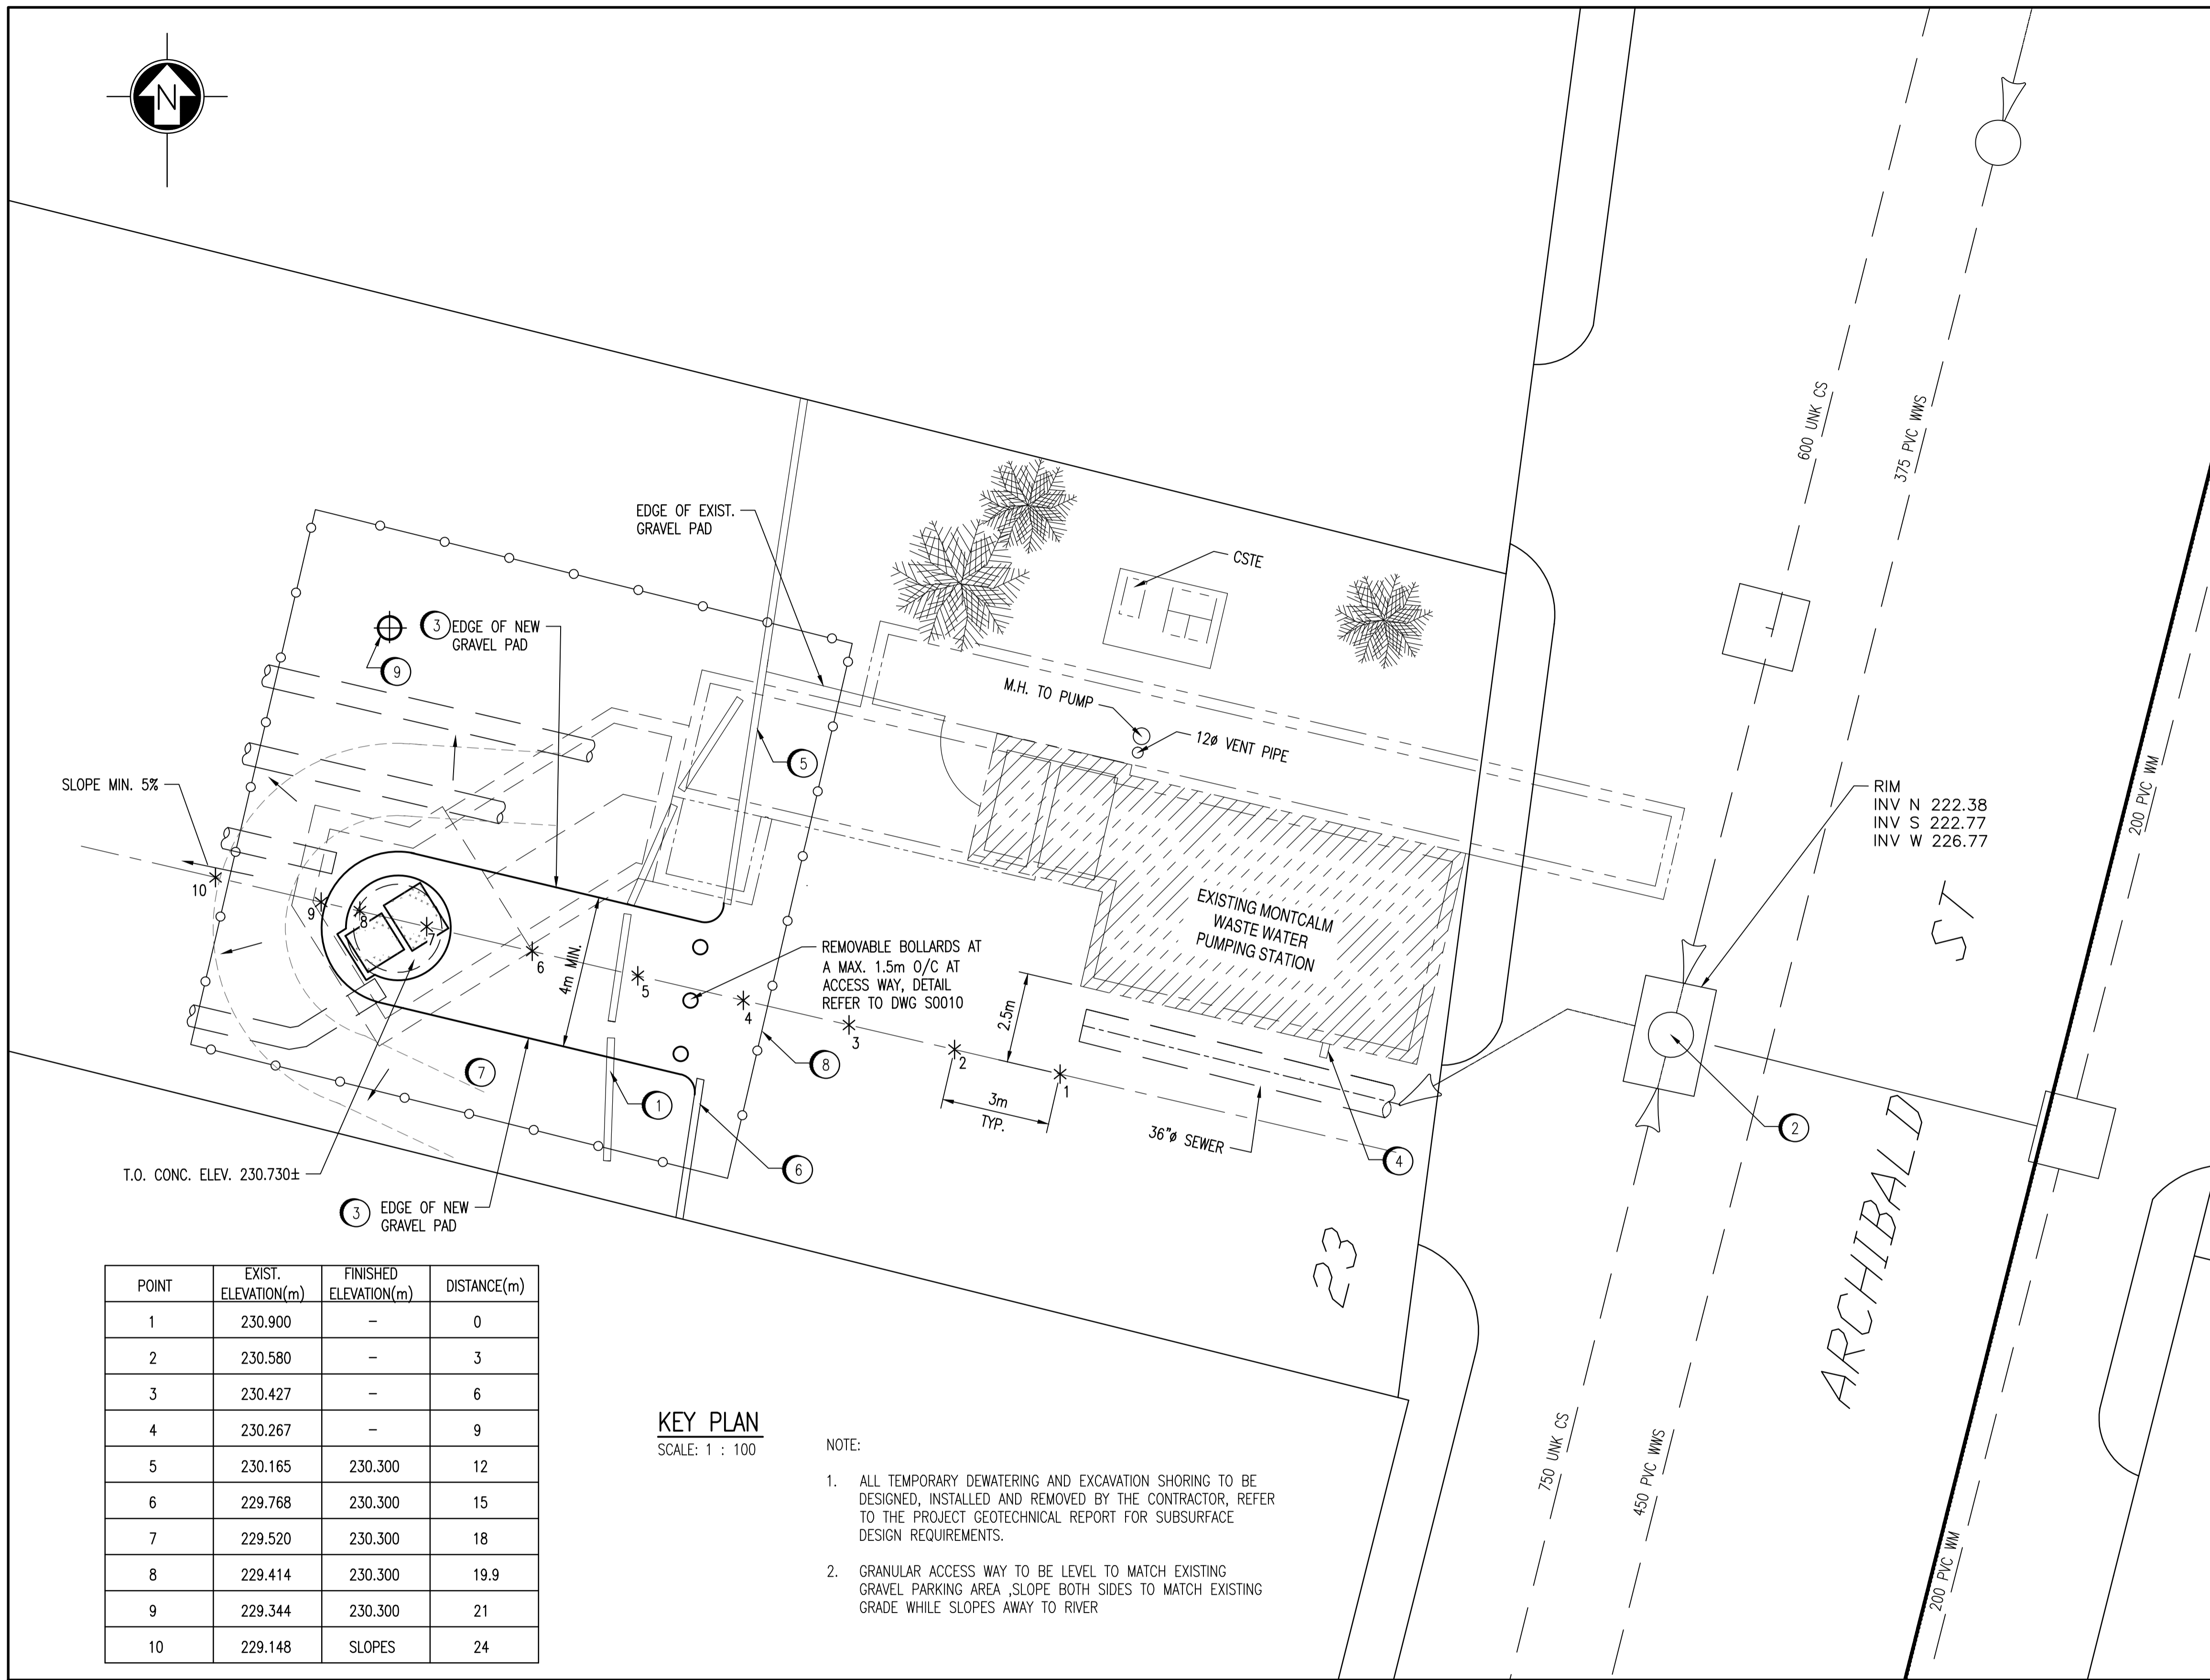 N
600 UNK CS
375 PVC WWS
EDGE OF EXIST.
GRAVEL PAD
CSTE
3 EDGE OF NEW
GRAVEL PAD
9
M.H. TO PUMP
12ø VENT PIPE
5
SLOPE MIN. 5%
200 PVC WM
RIM
INV N 222.38
INV S 222.77
INV W 226.77
10
9
8
7
6
5
4
3
2
1
4m MIN.
REMOVABLE BOLLARDS AT
A MAX. 1.5m O/C AT
ACCESS WAY, DETAIL
REFER TO DWG S0010
EXISTING MONTCALM
WASTE WATER
PUMPING STATION
2.5m
3m
TYP.
36"ø SEWER
7
1
8
6
4
2
T.O. CONC. ELEV. 230.730±
3 EDGE OF NEW
GRAVEL PAD
23
ARCHIBALD ST
750 UNK CS
450 PVC WWS
200 PVC WM
POINT EXIST. ELEVATION(m) FINISHED ELEVATION(m) DISTANCE(m)
1 230.900 – 0
2 230.580 – 3
3 230.427 – 6
4 230.267 – 9
5 230.165 230.300 12
6 229.768 230.300 15
7 229.520 230.300 18
8 229.414 230.300 19.9
9 229.344 230.300 21
10 229.148 SLOPES 24
KEY PLAN
SCALE: 1 : 100
NOTE:
1. ALL TEMPORARY DEWATERING AND EXCAVATION SHORING TO BE
DESIGNED, INSTALLED AND REMOVED BY THE CONTRACTOR, REFER
TO THE PROJECT GEOTECHNICAL REPORT FOR SUBSURFACE
DESIGN REQUIREMENTS.
2. GRANULAR ACCESS WAY TO BE LEVEL TO MATCH EXISTING
GRAVEL PARKING AREA ,SLOPE BOTH SIDES TO MATCH EXISTING
GRADE WHILE SLOPES AWAY TO RIVER